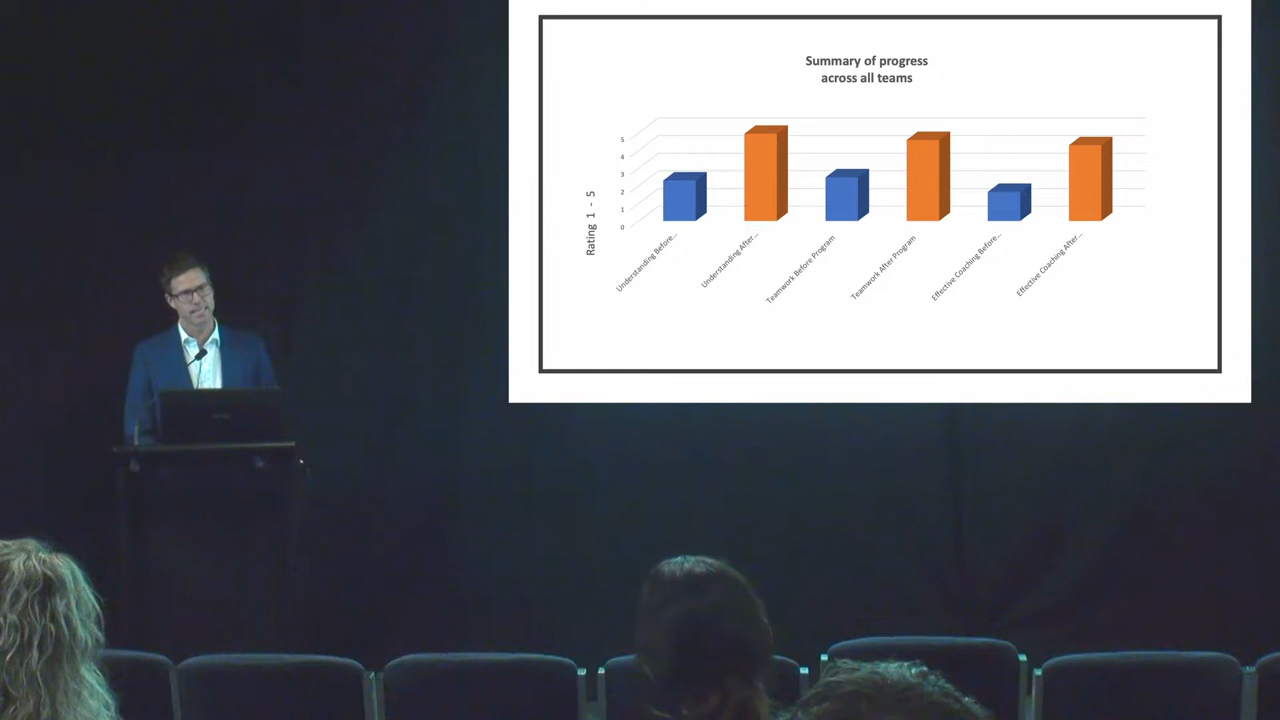 Summary of progress
across all teams
5
4
3
2
1
0
Rating 1 - 5
Understanding Before...
Understanding After...
Teamwork Before Program
Teamwork After Program
Effective Coaching Before...
Effective Coaching After...